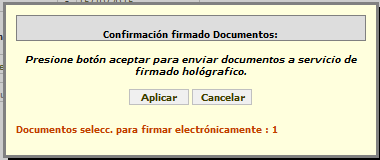 Confirmación firmado Documentos:
Presione botón aceptar para enviar documentos a servicio de
firmado hológrafico.
Aplicar Cancelar
Documentos selecc. para firmar electrónicamente : 1